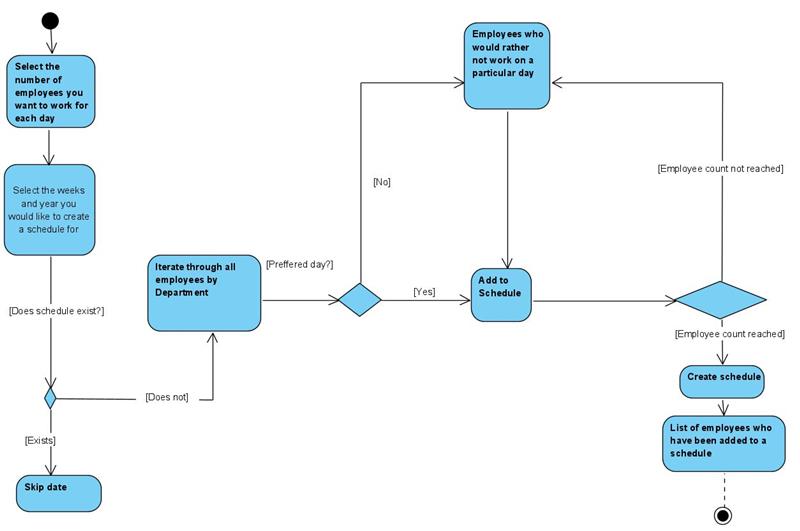 Select the
number of
employees you
want to work for
each day
Select the weeks
and year you
would like to create
a schedule for
[Does schedule exist?]
[Exists]
Skip date
[Does not]
Iterate through all
employees by
Department
[Preffered day?]
[No]
[Yes]
Employees who
would rather
not work on a
particular day
Add to
Schedule
[Employee count not reached]
[Employee count reached]
Create schedule
List of employees who
have been added to a
schedule